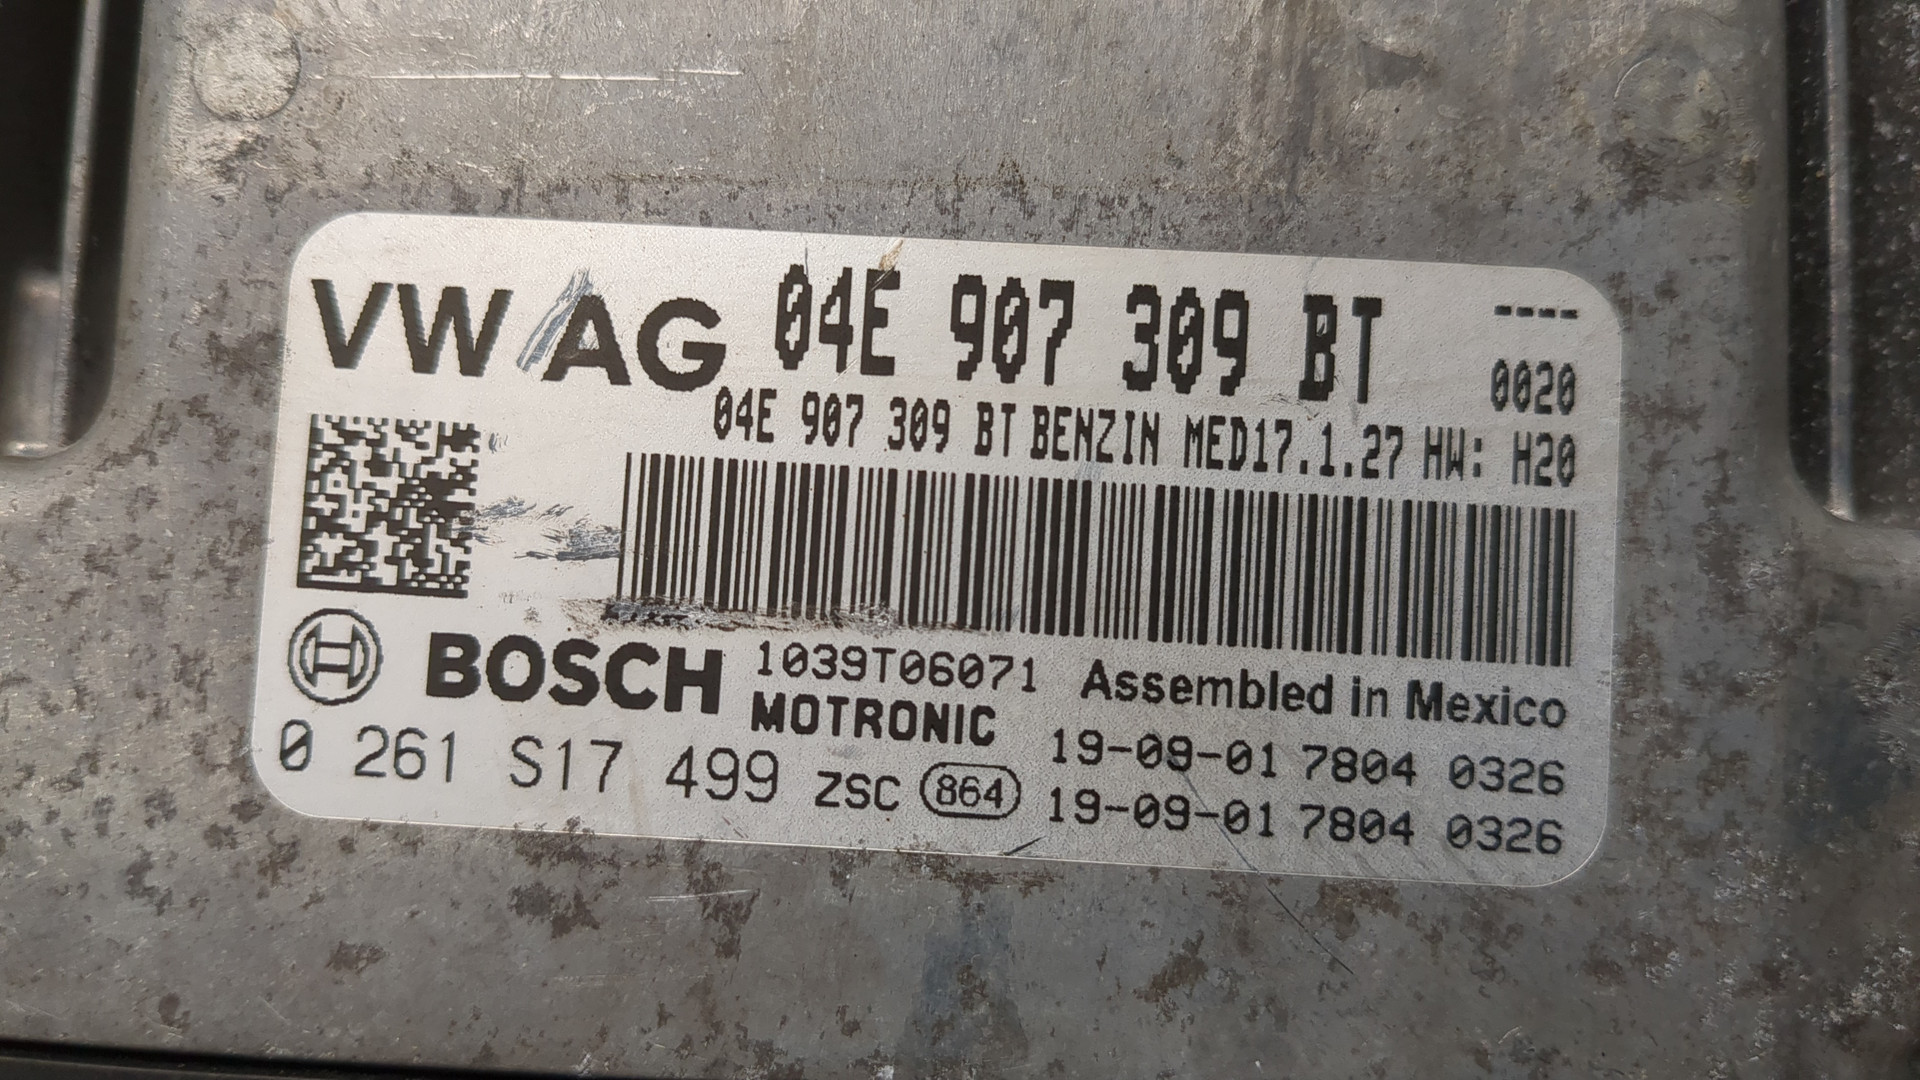 VW AG 04E 907 309 BT ----
0020
04E 907 309 BT BENZIN MED17.1.27 HW: H20
BOSCH 1039T06071 Assembled in Mexico
MOTRONIC
0 261 S17 499 ZSC 864
19-09-01 7804 0326
19-09-01 7804 0326